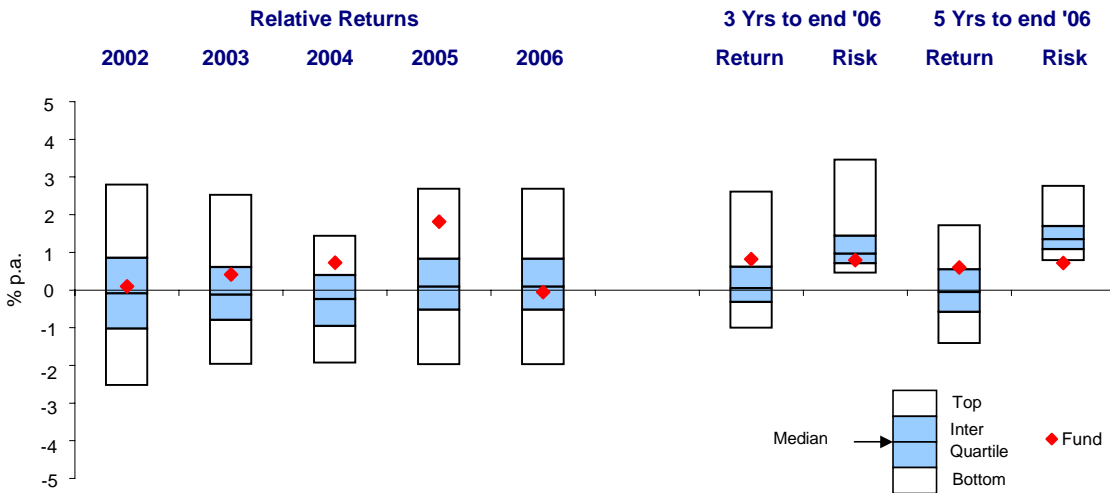 Relative Returns 3 Yrs to end '06 5 Yrs to end '06
2002 2003 2004 2005 2006 Return Risk Return Risk
5
4
3
2
1
0
-1
-2
-3
-4
-5
% p.a.
Median
Top
Inter
Quartile
Bottom
Fund